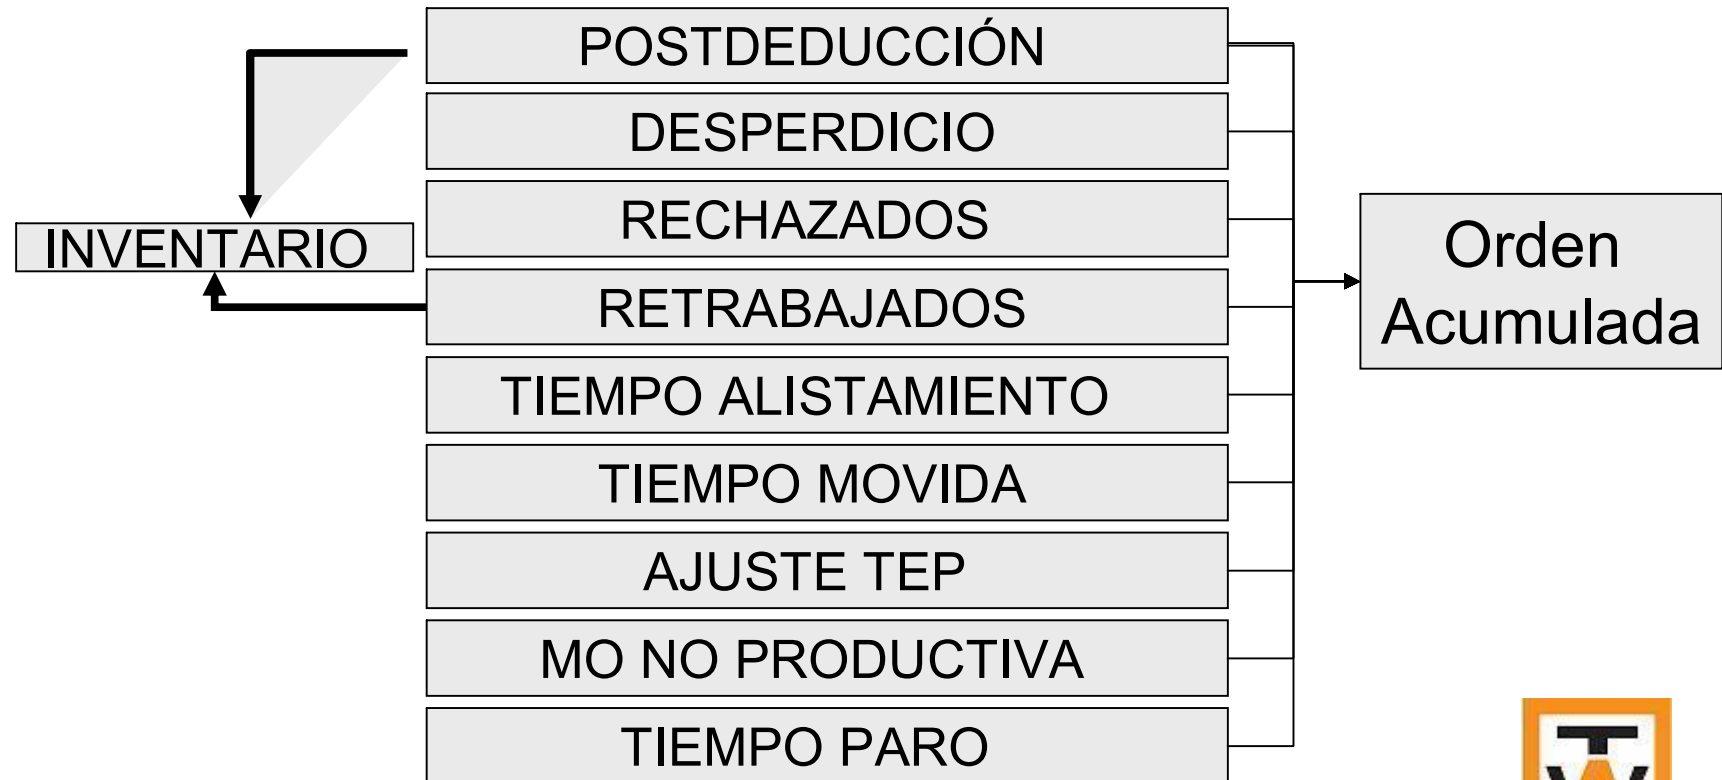 POSTDEDUCCIÓN
DESPERDICIO
RECHAZADOS
INVENTARIO
RETRABAJADOS
TIEMPO ALISTAMIENTO
TIEMPO MOVIDA
AJUSTE TEP
MO NO PRODUCTIVA
TIEMPO PARO
Orden
Acumulada